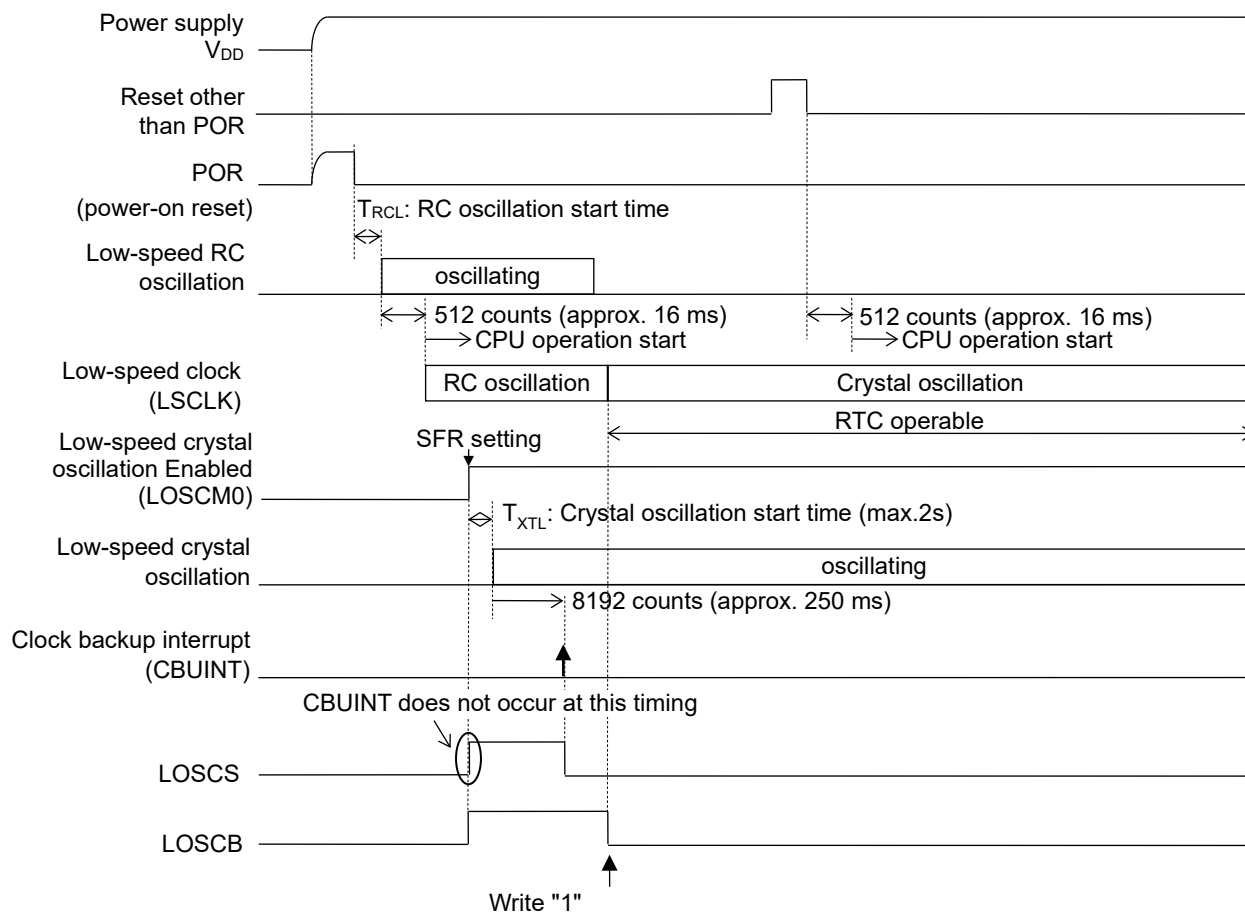 Power supply
VDD
Reset other
than POR
POR
(power-on reset)
TRCL: RC oscillation start time
Low-speed RC
oscillation
oscillating
512 counts (approx. 16 ms)
CPU operation start
512 counts (approx. 16 ms)
CPU operation start
Low-speed clock
(LSCLK)
RC oscillation
Crystal oscillation
RTC operable
Low-speed crystal
oscillation Enabled
(LOSCM0)
SFR setting
TXTL: Crystal oscillation start time (max.2s)
Low-speed crystal
oscillation
oscillating
8192 counts (approx. 250 ms)
Clock backup interrupt
(CBUINT)
CBUINT does not occur at this timing
LOSCS
LOSCB
Write "1"